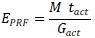 E_PRF = M t_act / G_act